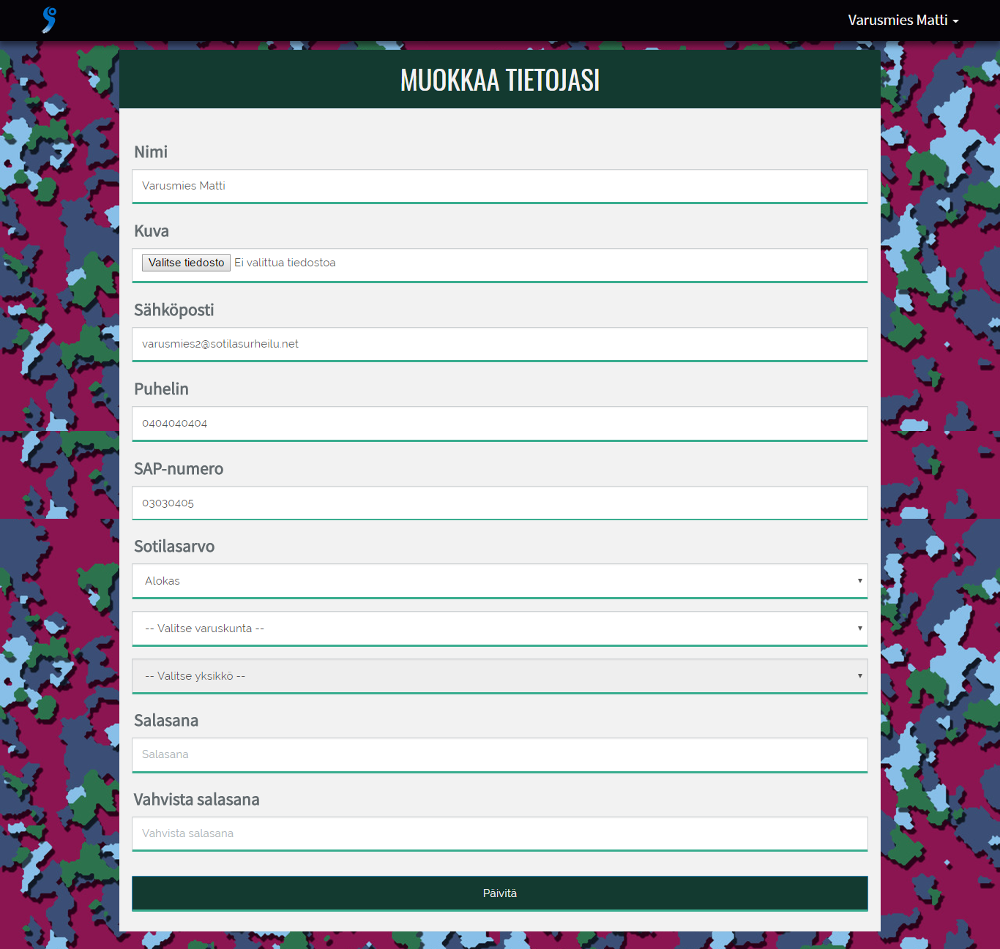 Varusmies Matti
MUOKKAA TIETOJASI
Nimi
Varusmies Matti
Kuva
Valitse tiedosto Ei valittua tiedostoa
Sähköposti
varusmies2@sotilasurheilu.net
Puhelin
0404040404
SAP-numero
03030405
Sotilasarvo
Alokas
-- Valitse varuskunta --
-- Valitse yksikkö --
Salasana
Salasana
Vahvista salasana
Vahvista salasana
Päivitä